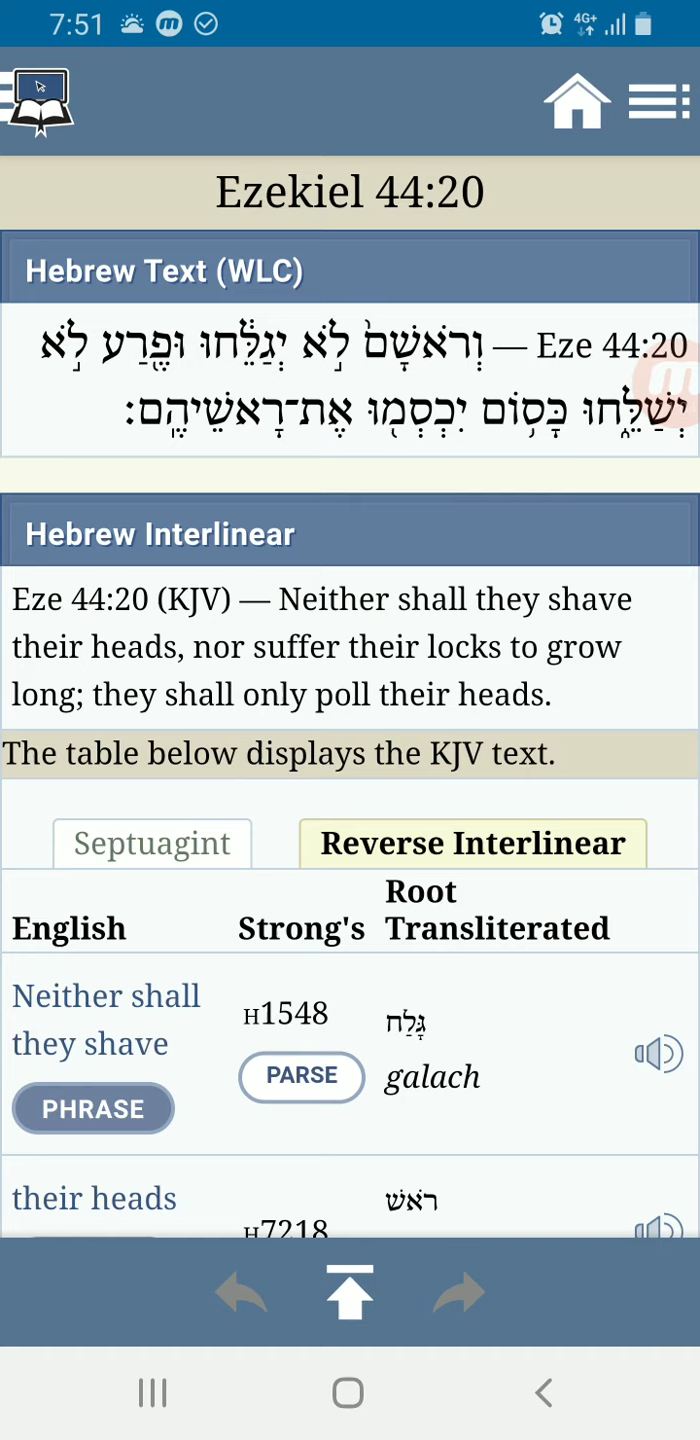 7:51
4G+
Ezekiel 44:20
Hebrew Text (WLC)
Eze 44:20 — וְרֹאשָׁם֙ לֹ֣א יְגַלֵּ֔חוּ וּפֶ֖רַע לֹ֣א
יְשַׁלֵּ֑חוּ כָּס֥וֹם יִכְסְמ֖וּ אֶת־רָאשֵׁיהֶֽם׃
Hebrew Interlinear
Eze 44:20 (KJV) — Neither shall they shave
their heads, nor suffer their locks to grow
long; they shall only poll their heads.
The table below displays the KJV text.
Septuagint
Reverse Interlinear
English
Strong's
Root
Transliterated
Neither shall
they shave
PHRASE
H1548
PARSE
גָּלַח
galach
their heads
H7218
רֹאשׁ